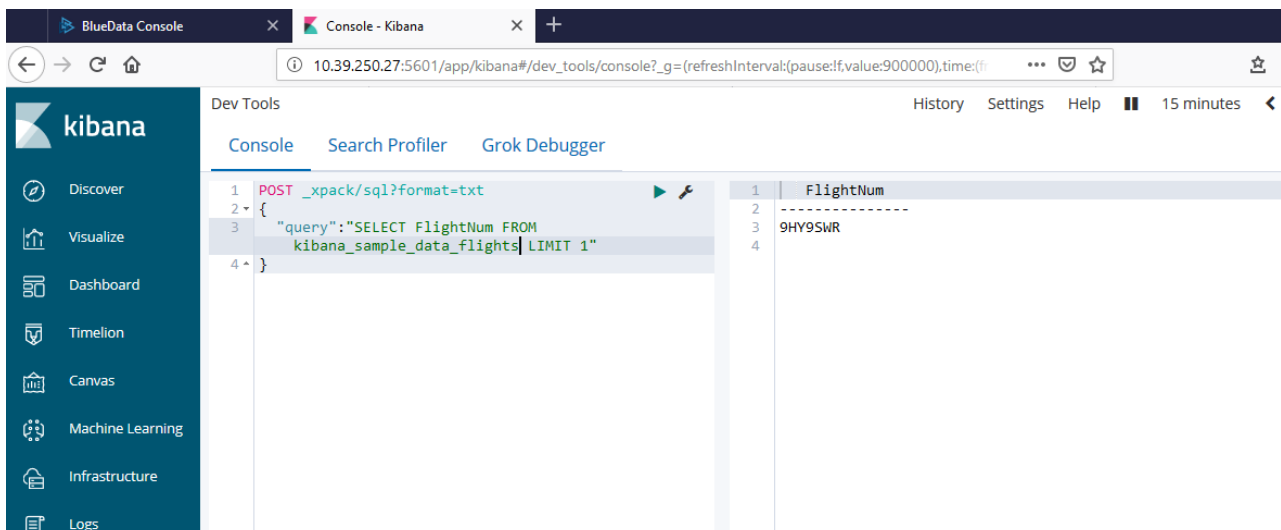 BlueData Console
Console - Kibana
10.39.250.27:5601/app/kibana#/dev_tools/console?_g=(refreshInterval:(pause:!f,value:900000),time:(fr
kibana
Dev Tools
History Settings Help 15 minutes
Console Search Profiler Grok Debugger
Discover
Visualize
Dashboard
Timelion
Canvas
Machine Learning
Infrastructure
Logs
1 POST _xpack/sql?format=txt
2 {
3 "query":"SELECT FlightNum FROM
kibana_sample_data_flights LIMIT 1"
4 }
1 | FlightNum
2 ---------------
3 9HY9SWR
4